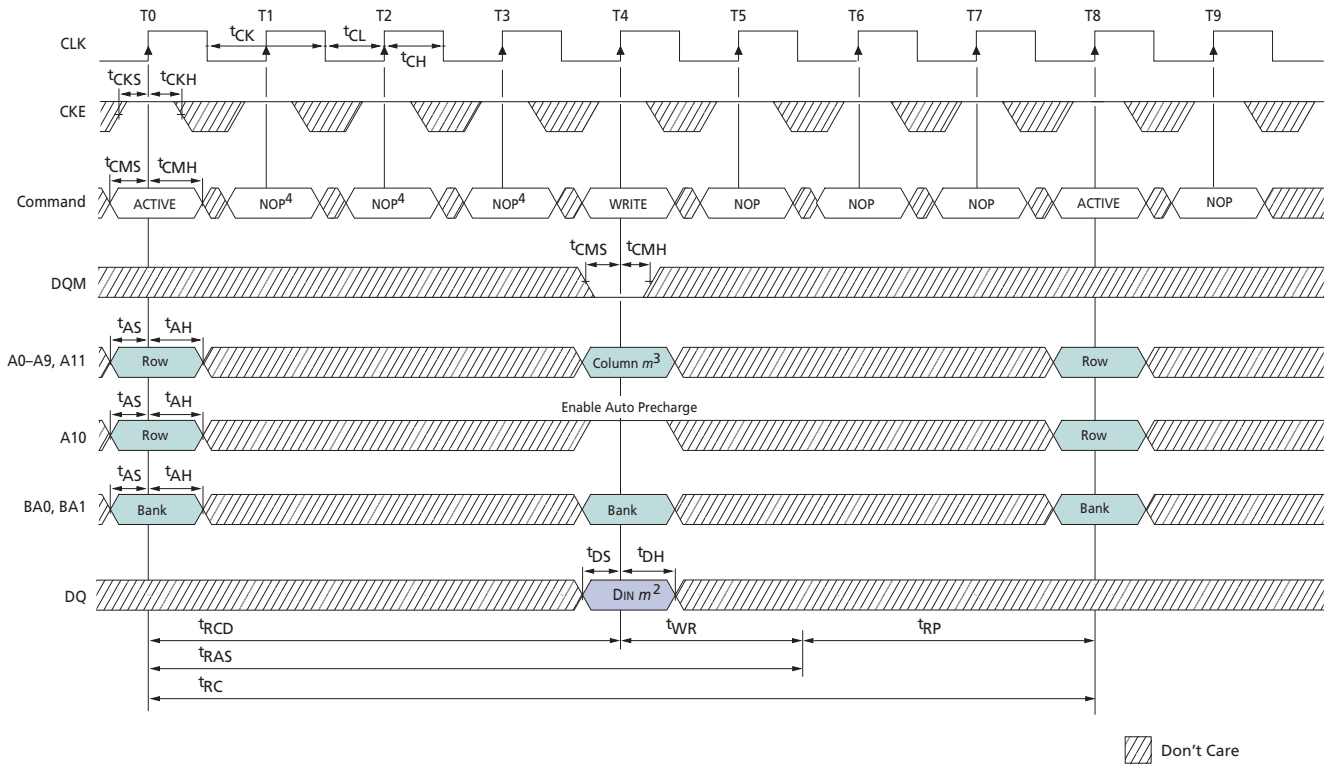 T0 T1 T2 T3 T4 T5 T6 T7 T8 T9
CLK
tCK tCL
tCH
tCKS tCKH
CKE
tCMS tCMH
Command ACTIVE NOP4 NOP4 NOP4 WRITE NOP NOP NOP ACTIVE NOP
tCMS tCMH
DQM
tAS tAH
A0–A9, A11 Row Column m3 Row
tAS tAH Enable Auto Precharge
A10 Row Row
tAS tAH
BA0, BA1 Bank Bank Bank
tDS tDH
DQ DIN m2
tRCD tWR tRP
tRAS
tRC
Don't Care